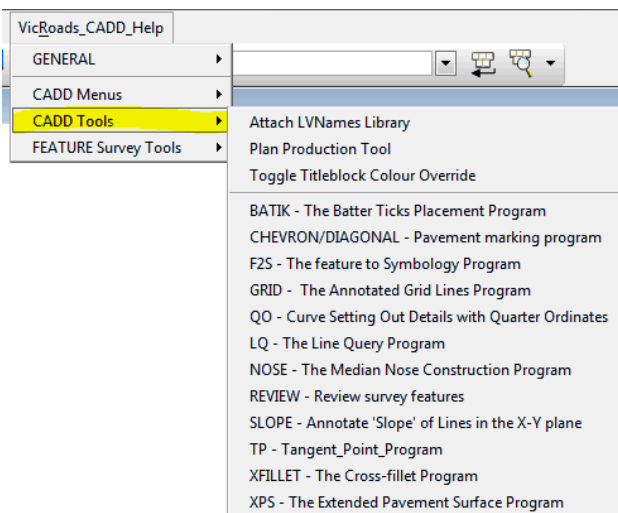 VicRoads_CADD_Help
GENERAL
CADD Menus
CADD Tools
FEATURE Survey Tools
Attach LVNames Library
Plan Production Tool
Toggle Titleblock Colour Override
BATIK - The Batter Ticks Placement Program
CHEVRON/DIAGONAL - Pavement marking program
F2S - The feature to Symbology Program
GRID -  The Annotated Grid Lines Program
QO - Curve Setting Out Details with Quarter Ordinates
LQ - The Line Query Program
NOSE - The Median Nose Construction Program
REVIEW - Review survey features
SLOPE - Annotate 'Slope' of Lines in the X-Y plane
TP - Tangent_Point_Program
XFILLET - The Cross-fillet Program
XPS - The Extended Pavement Surface Program